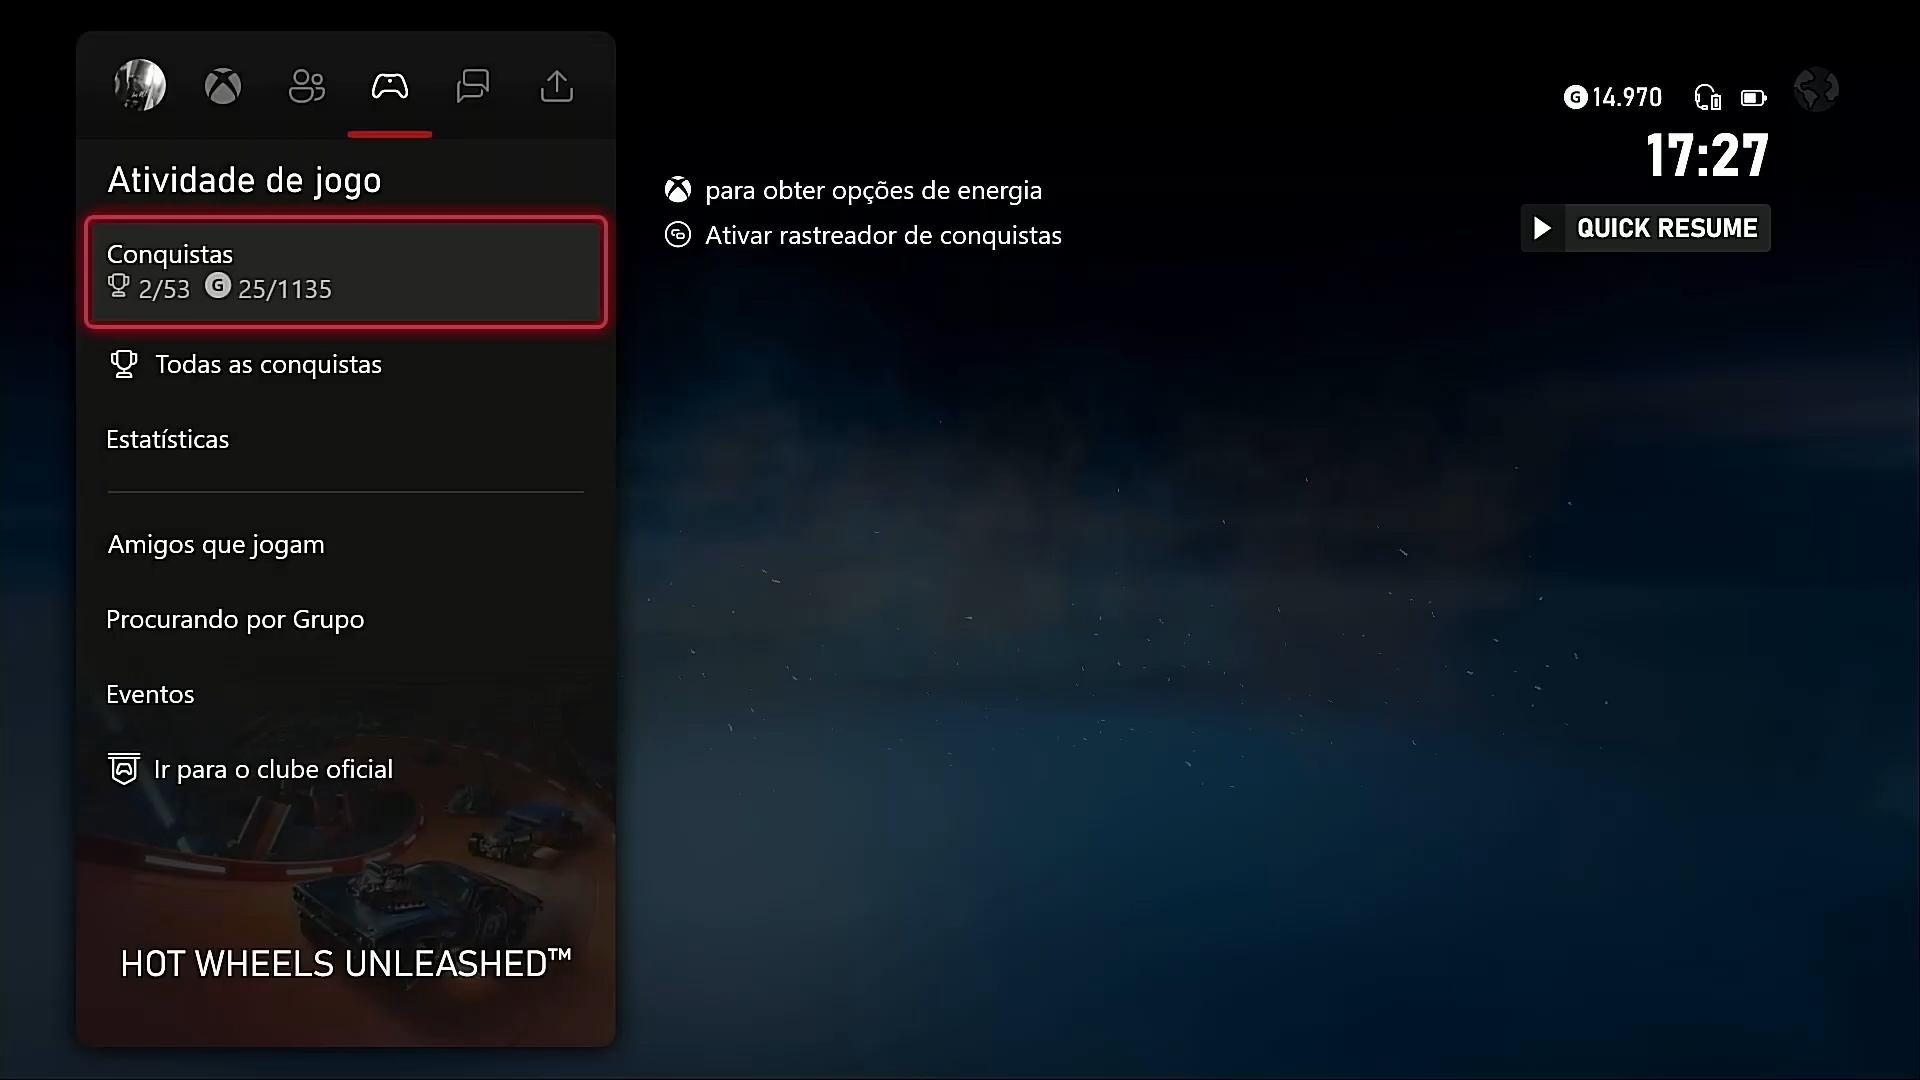 Atividade de jogo
Conquistas
2/53 G 25/1135
Todas as conquistas
Estatísticas
Amigos que jogam
Procurando por Grupo
Eventos
Ir para o clube oficial
HOT WHEELS UNLEASHED™
para obter opções de energia
Ativar rastreador de conquistas
G 14.970
17:27
QUICK RESUME